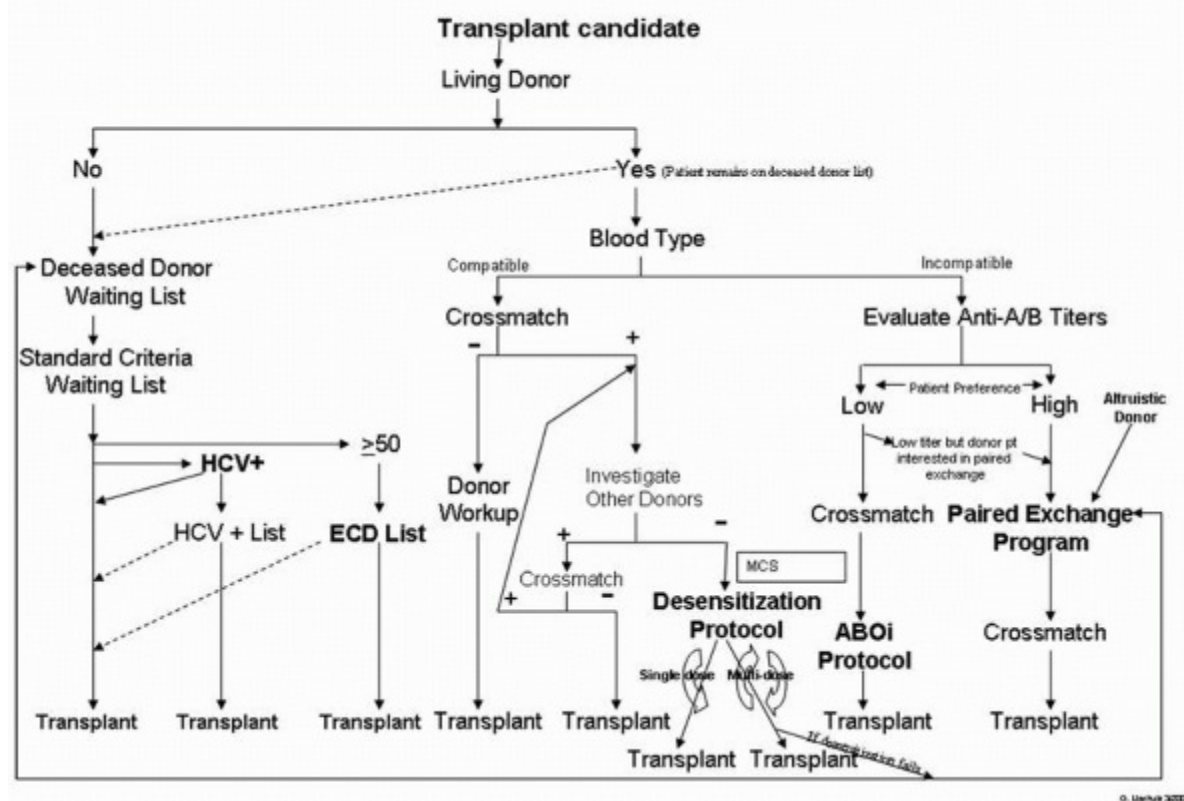 Transplant candidate
Living Donor
No
Yes (Patient remains on deceased donor list)
Blood Type
Compatible
Incompatible
Deceased Donor
Waiting List
Crossmatch
Evaluate Anti-A/B Titers
-
+
Standard Criteria
Waiting List
Patient Preference
Low
High
Altruistic
Donor
≥50
HCV+
Low titer but donor pt
interested in paired
exchange
Investigate
Other Donors
Donor
Workup
HCV + List
ECD List
Crossmatch
Paired Exchange
Program
+
-
MCS
Crossmatch
+
-
Desensitization
Protocol
ABOi
Protocol
Crossmatch
Single dose
Multi-dose
Transplant
Transplant
Transplant
Transplant
Transplant
Transplant
Transplant
Transplant
Transplant
If desensitization fails